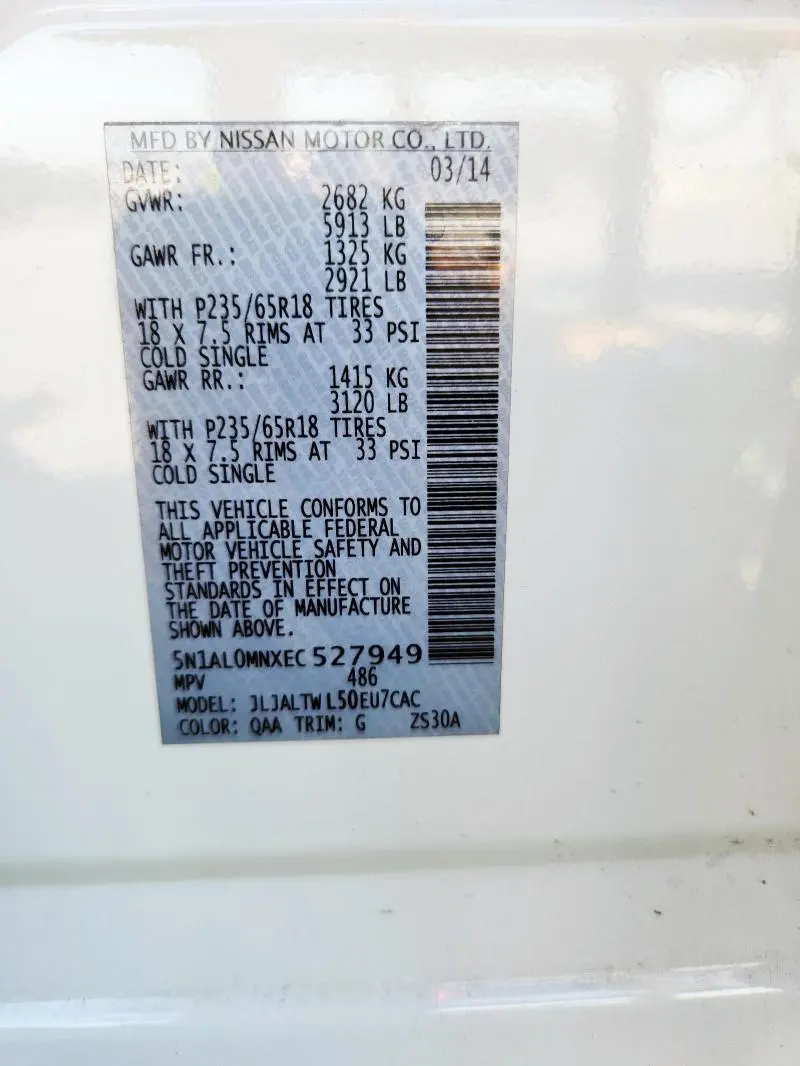 MFD BY NISSAN MOTOR CO., LTD.
DATE: 03/14
GVWR: 2682 KG
5913 LB
GAWR FR.: 1325 KG
2921 LB
WITH P235/65R18 TIRES
18 X 7.5 RIMS AT 33 PSI
COLD SINGLE
GAWR RR.: 1415 KG
3120 LB
WITH P235/65R18 TIRES
18 X 7.5 RIMS AT 33 PSI
COLD SINGLE
THIS VEHICLE CONFORMS TO
ALL APPLICABLE FEDERAL
MOTOR VEHICLE SAFETY AND
THEFT PREVENTION
STANDARDS IN EFFECT ON
THE DATE OF MANUFACTURE
SHOWN ABOVE.
5N1AL0MNXEC 527949
MPV 486
MODEL: JLJALTWL50EU7CAC
COLOR: QAA TRIM: G ZS30A